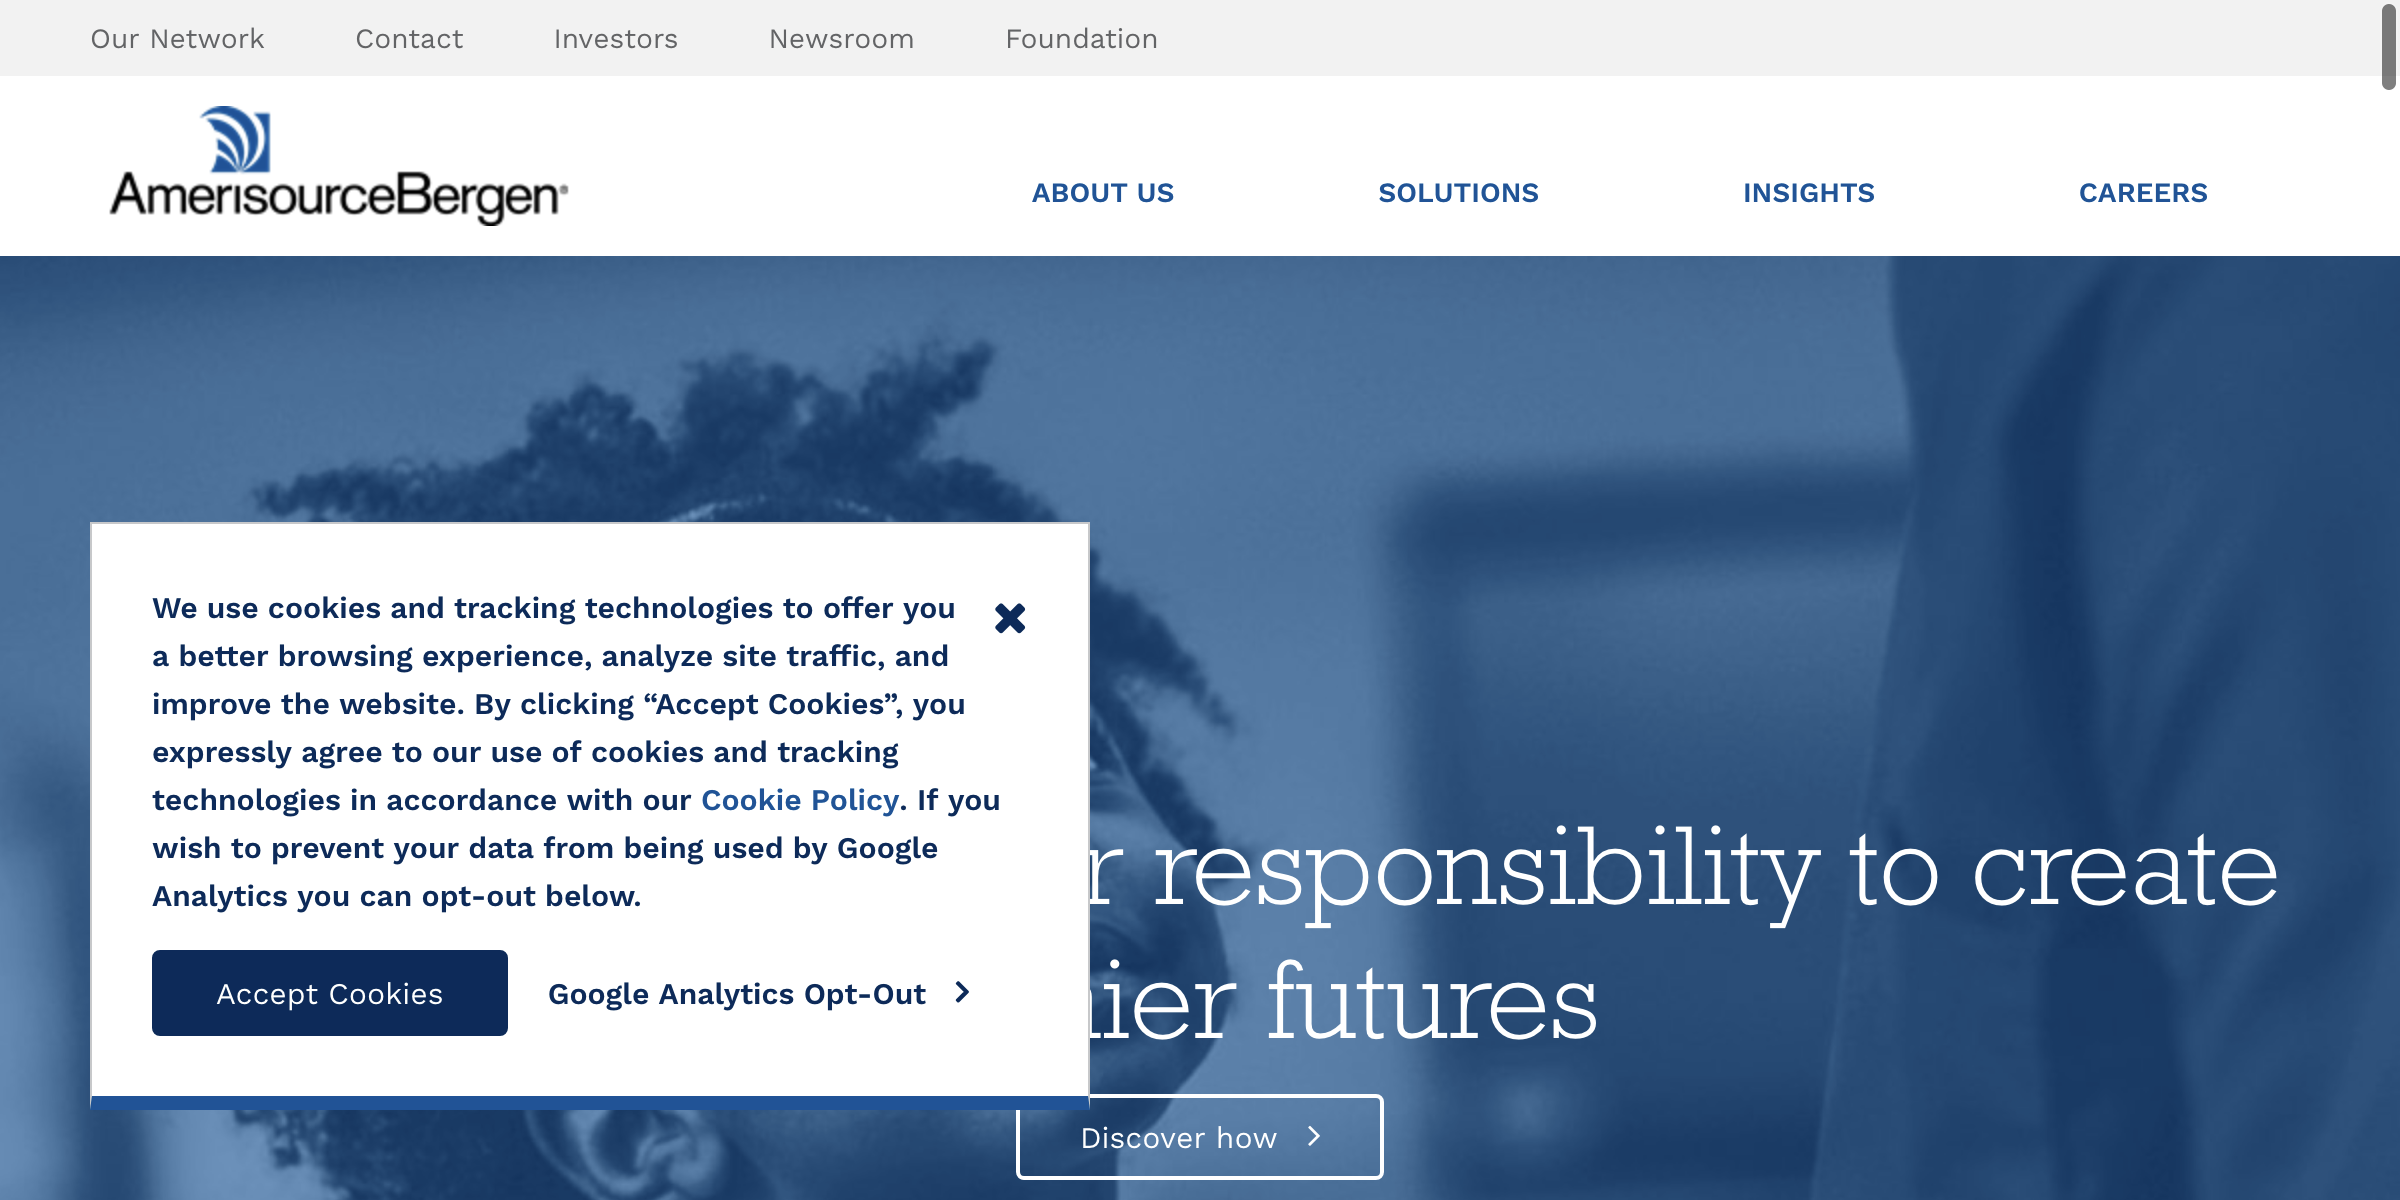 Our Network Contact Investors Newsroom Foundation
AmerisourceBergen®
ABOUT US SOLUTIONS INSIGHTS CAREERS
We use cookies and tracking technologies to offer you
a better browsing experience, analyze site traffic, and
improve the website. By clicking “Accept Cookies”, you
expressly agree to our use of cookies and tracking
technologies in accordance with our Cookie Policy. If you
wish to prevent your data from being used by Google
Analytics you can opt-out below.
Accept Cookies Google Analytics Opt-Out
responsibility to create
futures
Discover how